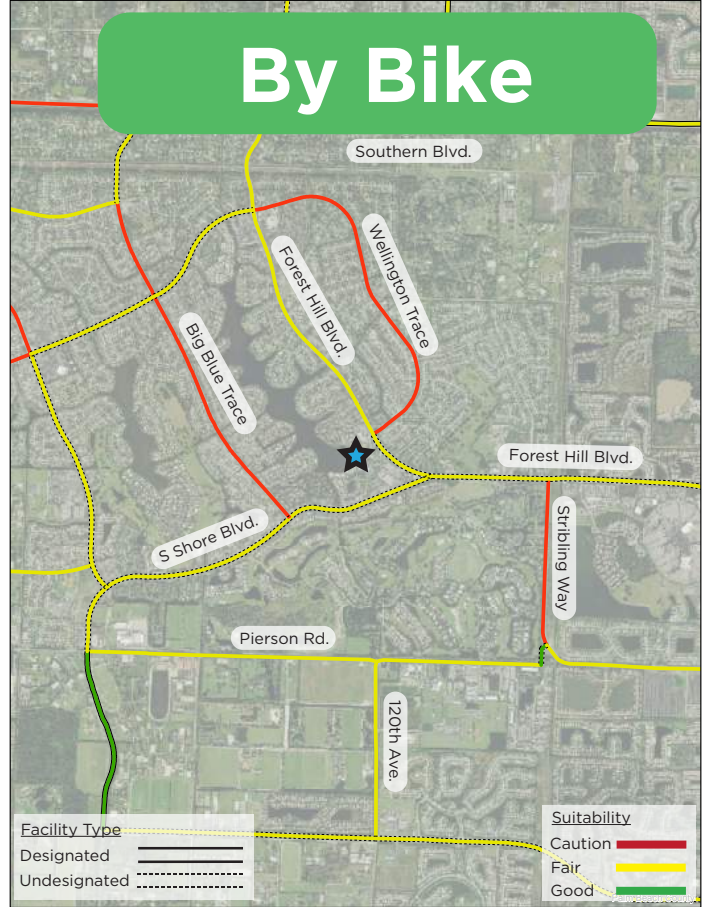 By Bike
Southern Blvd.
Wellington Trace
Forest Hill Blvd.
Big Blue Trace
Forest Hill Blvd.
S Shore Blvd.
Stribling Way
Pierson Rd.
120th Ave.
Facility Type
Designated
Undesignated
Suitability
Caution
Fair
Good